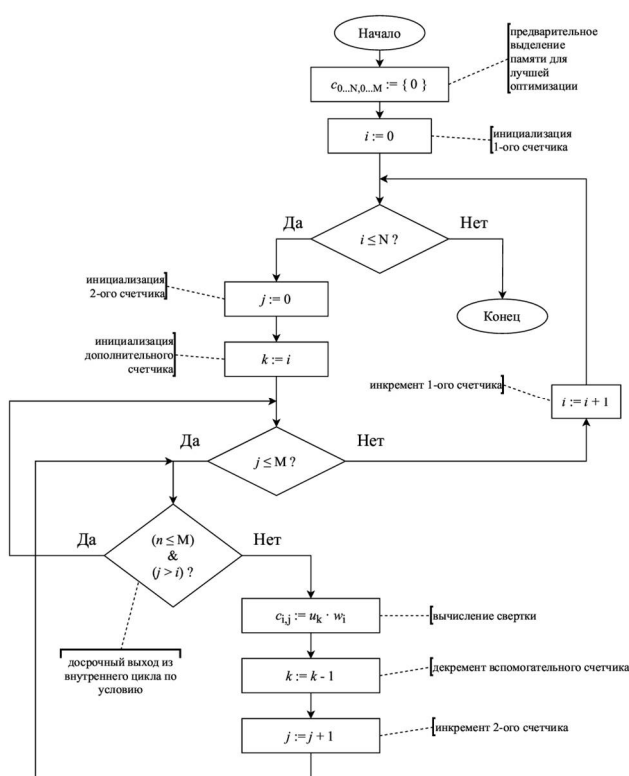 Начало
предварительное
выделение
памяти для
лучшей
оптимизации
c0...N,0...M := { 0 }
i := 0
инициализация
1-ого счетчика
Да
Нет
i ≤ N ?
инициализация
2-ого счетчика
j := 0
Конец
инициализация
дополнительного
счетчика
k := i
инкремент 1-ого счетчика
i := i + 1
Да
Нет
j ≤ M ?
Да
(n ≤ M)
&
(j > i) ?
Нет
ci,j := uk · wi
вычисление свертки
досрочный выход из
внутреннего цикла по
условию
k := k - 1
декремент вспомогательного счетчика
j := j + 1
инкремент 2-ого счетчика